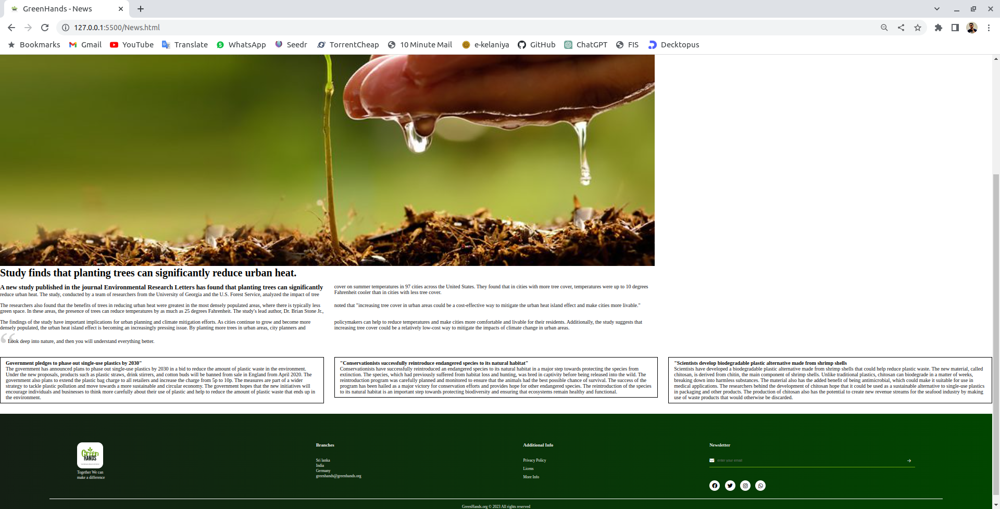 GreenHands - News
127.0.0.1:5500/News.html
Bookmarks Gmail YouTube Translate WhatsApp Seedr TorrentCheap 10 Minute Mail e-kelaniya GitHub ChatGPT FIS Decktopus
Study finds that planting trees can significantly reduce urban heat.
A new study published in the journal Environmental Research Letters has found that planting trees can significantly
reduce urban heat. The study, conducted by a team of researchers from the University of Georgia and the U.S. Forest Service, analyzed the impact of tree
cover on summer temperatures in 97 cities across the United States. They found that in cities with more tree cover, temperatures were up to 10 degrees
Fahrenheit cooler than in cities with less tree cover.
The researchers also found that the benefits of trees in reducing urban heat were greatest in the most densely populated areas, where there is typically less
green space. In these areas, the presence of trees can reduce temperatures by as much as 25 degrees Fahrenheit. The study's lead author, Dr. Brian Stone Jr.,
noted that "increasing tree cover in urban areas could be a cost-effective way to mitigate the urban heat island effect and make cities more livable."
The findings of the study have important implications for urban planning and climate mitigation efforts. As cities continue to grow and become more
densely populated, the urban heat island effect is becoming an increasingly pressing issue. By planting more trees in urban areas, city planners and
policymakers can help to reduce temperatures and make cities more comfortable and livable for their residents. Additionally, the study suggests that
increasing tree cover could be a relatively low-cost way to mitigate the impacts of climate change in urban areas.
“Look deep into nature, and then you will understand everything better.
Government pledges to phase out single-use plastics by 2030"
The government has announced plans to phase out single-use plastics by 2030 in a bid to reduce the amount of plastic waste in the environment.
Under the new proposals, products such as plastic straws, drink stirrers, and cotton buds will be banned from sale in England from April 2020. The
government also plans to extend the plastic bag charge to all retailers and increase the charge from 5p to 10p. The measures are part of a wider
strategy to tackle plastic pollution and move towards a more sustainable and circular economy. The government hopes that the new initiatives will
encourage individuals and businesses to think more carefully about their use of plastic and help to reduce the amount of plastic waste that ends up in
the environment.
"Conservationists successfully reintroduce endangered species to its natural habitat"
Conservationists have successfully reintroduced an endangered species to its natural habitat in a major step towards protecting the species from
extinction. The species, which had previously suffered from habitat loss and hunting, was bred in captivity before being released into the wild. The
reintroduction program was carefully planned and monitored to ensure that the animals had the best possible chance of survival. The success of the
program has been hailed as a major victory for conservation efforts and provides hope for other endangered species. The reintroduction of the species
to its natural habitat is an important step towards protecting biodiversity and ensuring that ecosystems remain healthy and functional.
"Scientists develop biodegradable plastic alternative made from shrimp shells
Scientists have developed a biodegradable plastic alternative made from shrimp shells that could help reduce plastic waste. The new material, called
chitosan, is derived from chitin, the main component of shrimp shells. Unlike traditional plastics, chitosan can biodegrade in a matter of weeks,
breaking down into harmless substances. The material also has the added benefit of being antimicrobial, which could make it suitable for use in
medical applications. The researchers behind the development of chitosan hope that it could be used as a sustainable alternative to single-use plastics
in packaging and other products. The production of chitosan also has the potential to create new revenue streams for the seafood industry by making
use of waste products that would otherwise be discarded.
Green
HANDS
Together We can
make a difference
Branches
Sri lanka
India
Germany
greenhands@greenhands.org
Additional Info
Privacy Policy
Licens
More Info
Newsletter
enter your email
GreenHands.org © 2023 All rights reserved